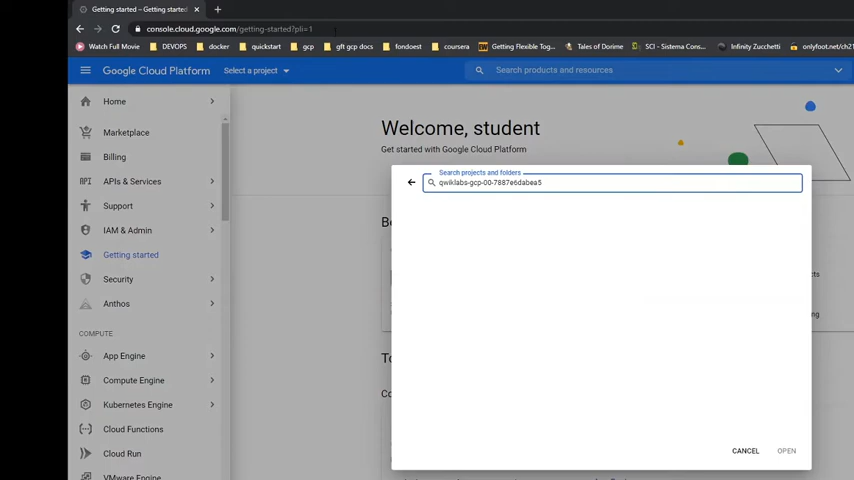 Getting started – Getting started
console.cloud.google.com/getting-started?pli=1
Watch Full Movie DEVOPS docker quickstart gcp gft gcp docs fondoest coursera Getting Flexible Tog... Tales of Dorime SCI - Sistema Cons... Infinity Zucchetti onlyfoot.net/ch21
Google Cloud Platform Select a project Search products and resources
Home
Marketplace
Billing
API APIs & Services
Support
IAM & Admin
Getting started
Security
Anthos
COMPUTE
App Engine
Compute Engine
Kubernetes Engine
Cloud Functions
Cloud Run
VMware Engine
Welcome, student
Get started with Google Cloud Platform
Search projects and folders
qwiklabs-gcp-00-7887e6dabea5
Be
To
Co
CANCEL OPEN